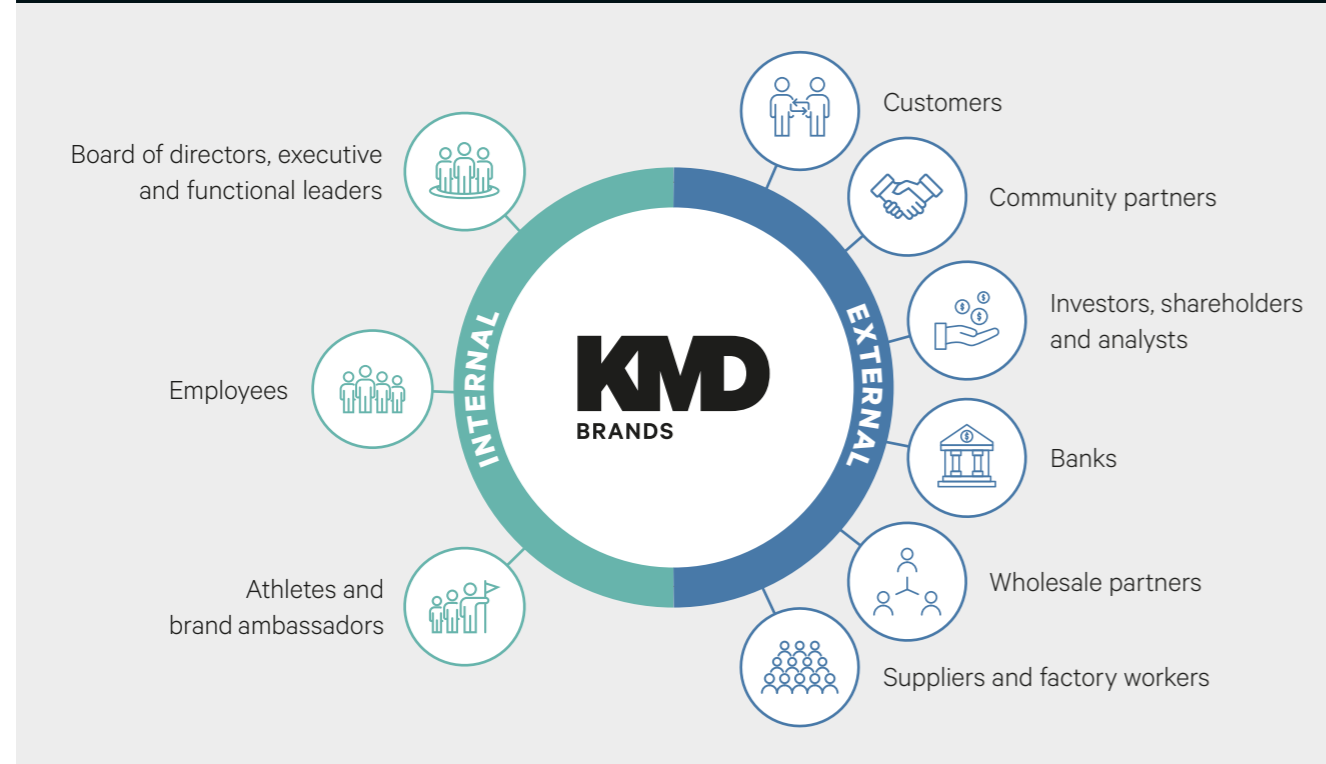 Board of directors, executive
and functional leaders
Employees
Athletes and
brand ambassadors
INTERNAL
KMD
BRANDS
EXTERNAL
Customers
Community partners
Investors, shareholders
and analysts
Banks
Wholesale partners
Suppliers and factory workers